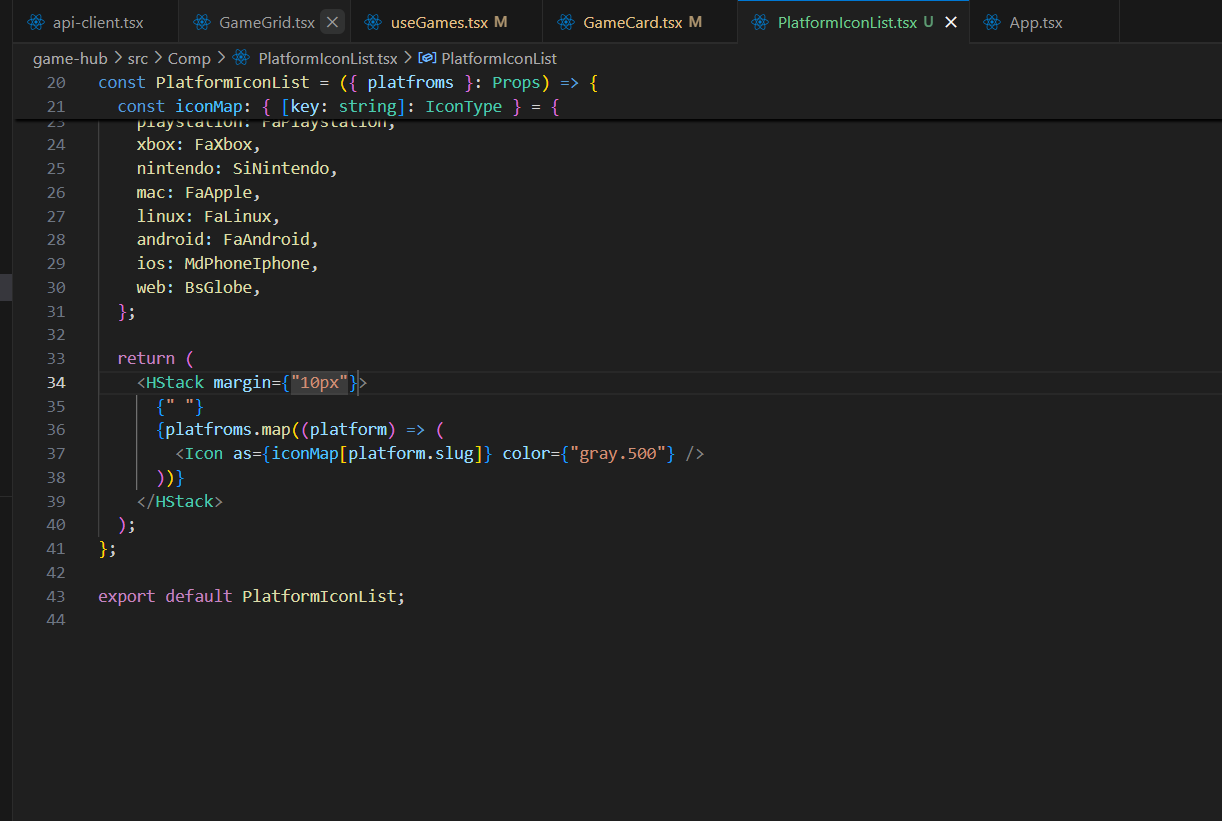 api-client.tsx GameGrid.tsx useGames.tsx M GameCard.tsx M PlatformIconList.tsx U App.tsx
game-hub > src > Comp > PlatformIconList.tsx > PlatformIconList
20 const PlatformIconList = ({ platfroms }: Props) => {
21 const iconMap: { [key: string]: IconType } = {
23 playstation: FaPlaystation,
24 xbox: FaXbox,
25 nintendo: SiNintendo,
26 mac: FaApple,
27 linux: FaLinux,
28 android: FaAndroid,
29 ios: MdPhoneIphone,
30 web: BsGlobe,
31 };
32
33 return (
34 <HStack margin={"10px"}>
35 {" "}
36 {platfroms.map((platform) => (
37 <Icon as={iconMap[platform.slug]} color={"gray.500"} />
38 ))}
39 </HStack>
40 );
41 };
42
43 export default PlatformIconList;
44